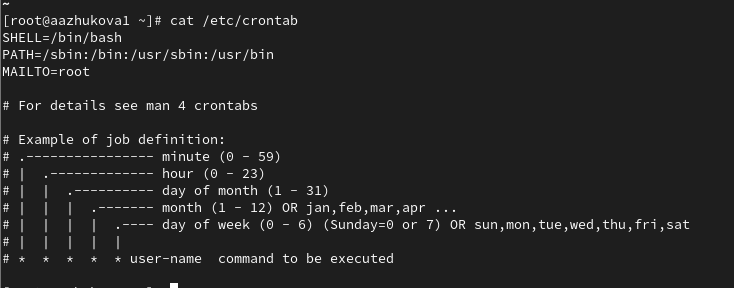 ~
[root@aazhukova1 ~]# cat /etc/crontab
SHELL=/bin/bash
PATH=/sbin:/bin:/usr/sbin:/usr/bin
MAILTO=root

# For details see man 4 crontabs

# Example of job definition:
# .---------------- minute (0 - 59)
# |  .------------- hour (0 - 23)
# |  |  .---------- day of month (1 - 31)
# |  |  |  .------- month (1 - 12) OR jan,feb,mar,apr ...
# |  |  |  |  .---- day of week (0 - 6) (Sunday=0 or 7) OR sun,mon,tue,wed,thu,fri,sat
# |  |  |  |  |
# *  *  *  *  * user-name  command to be executed